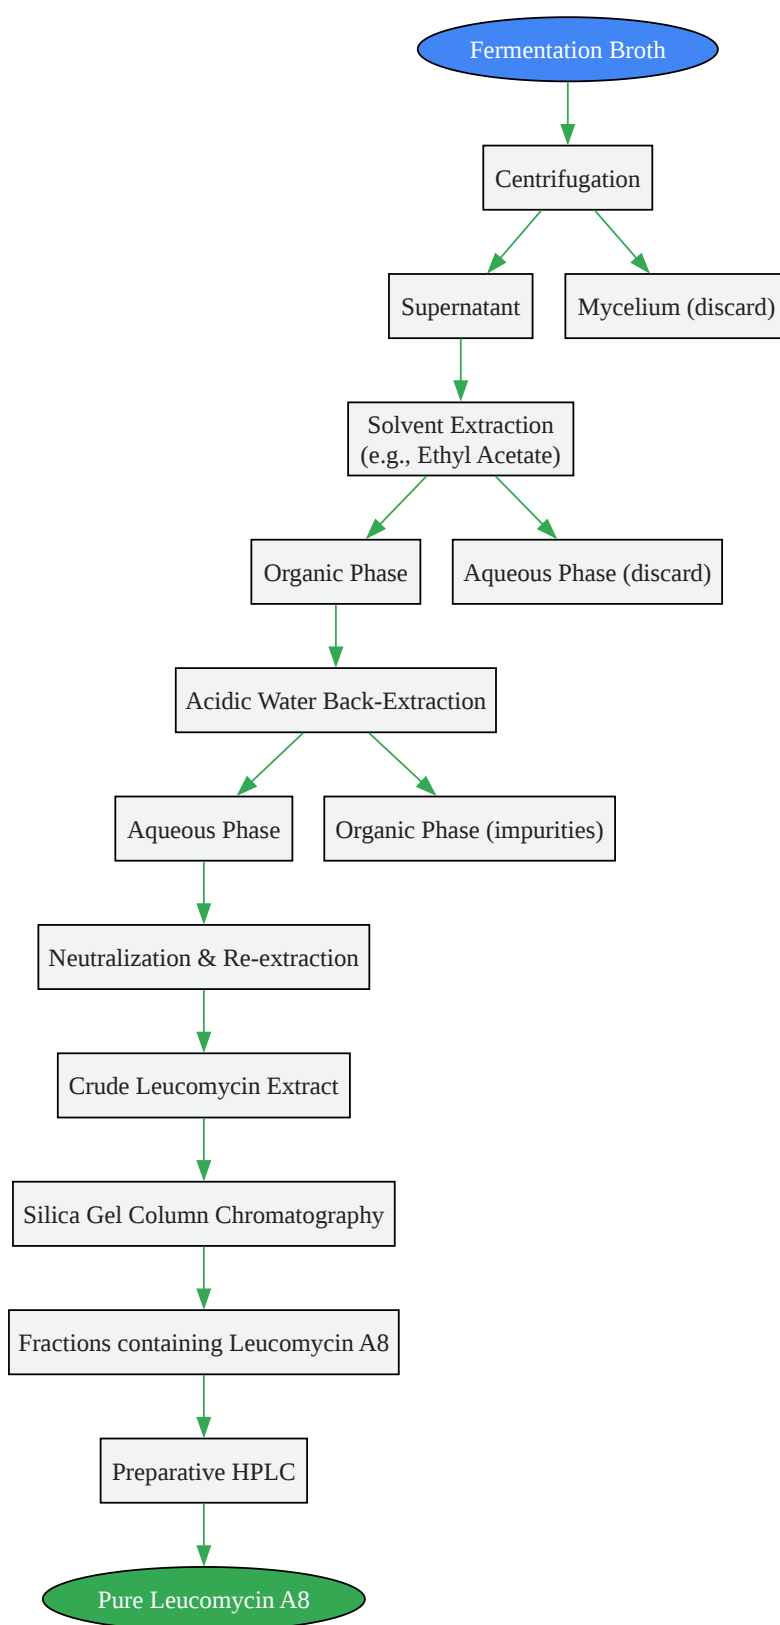 Fermentation Broth
Centrifugation
Supernatant
Mycelium (discard)
Solvent Extraction
(e.g., Ethyl Acetate)
Organic Phase
Aqueous Phase (discard)
Acidic Water Back-Extraction
Aqueous Phase
Organic Phase (impurities)
Neutralization & Re-extraction
Crude Leucomycin Extract
Silica Gel Column Chromatography
Fractions containing Leucomycin A8
Preparative HPLC
Pure Leucomycin A8